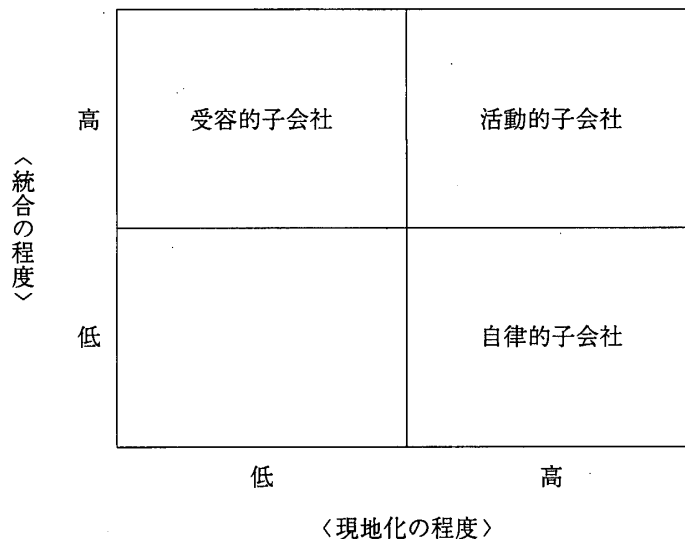 高
受容的子会社
活動的子会社
〈統合の程度〉
低
自律的子会社
低
高
〈現地化の程度〉